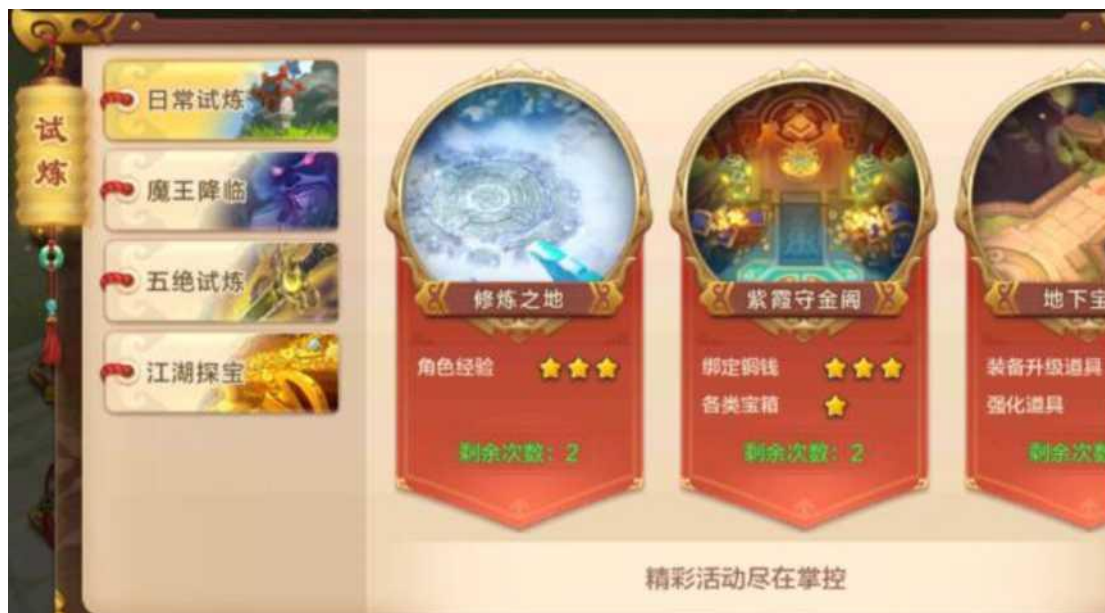 试炼
日常试炼
魔王降临
五绝试炼
江湖探宝
修炼之地
角色经验
剩余次数：2
紫霞守金阁
绑定铜钱
各类宝箱
剩余次数：2
地下宝
装备升级道具
强化道具
剩余次数
精彩活动尽在掌控